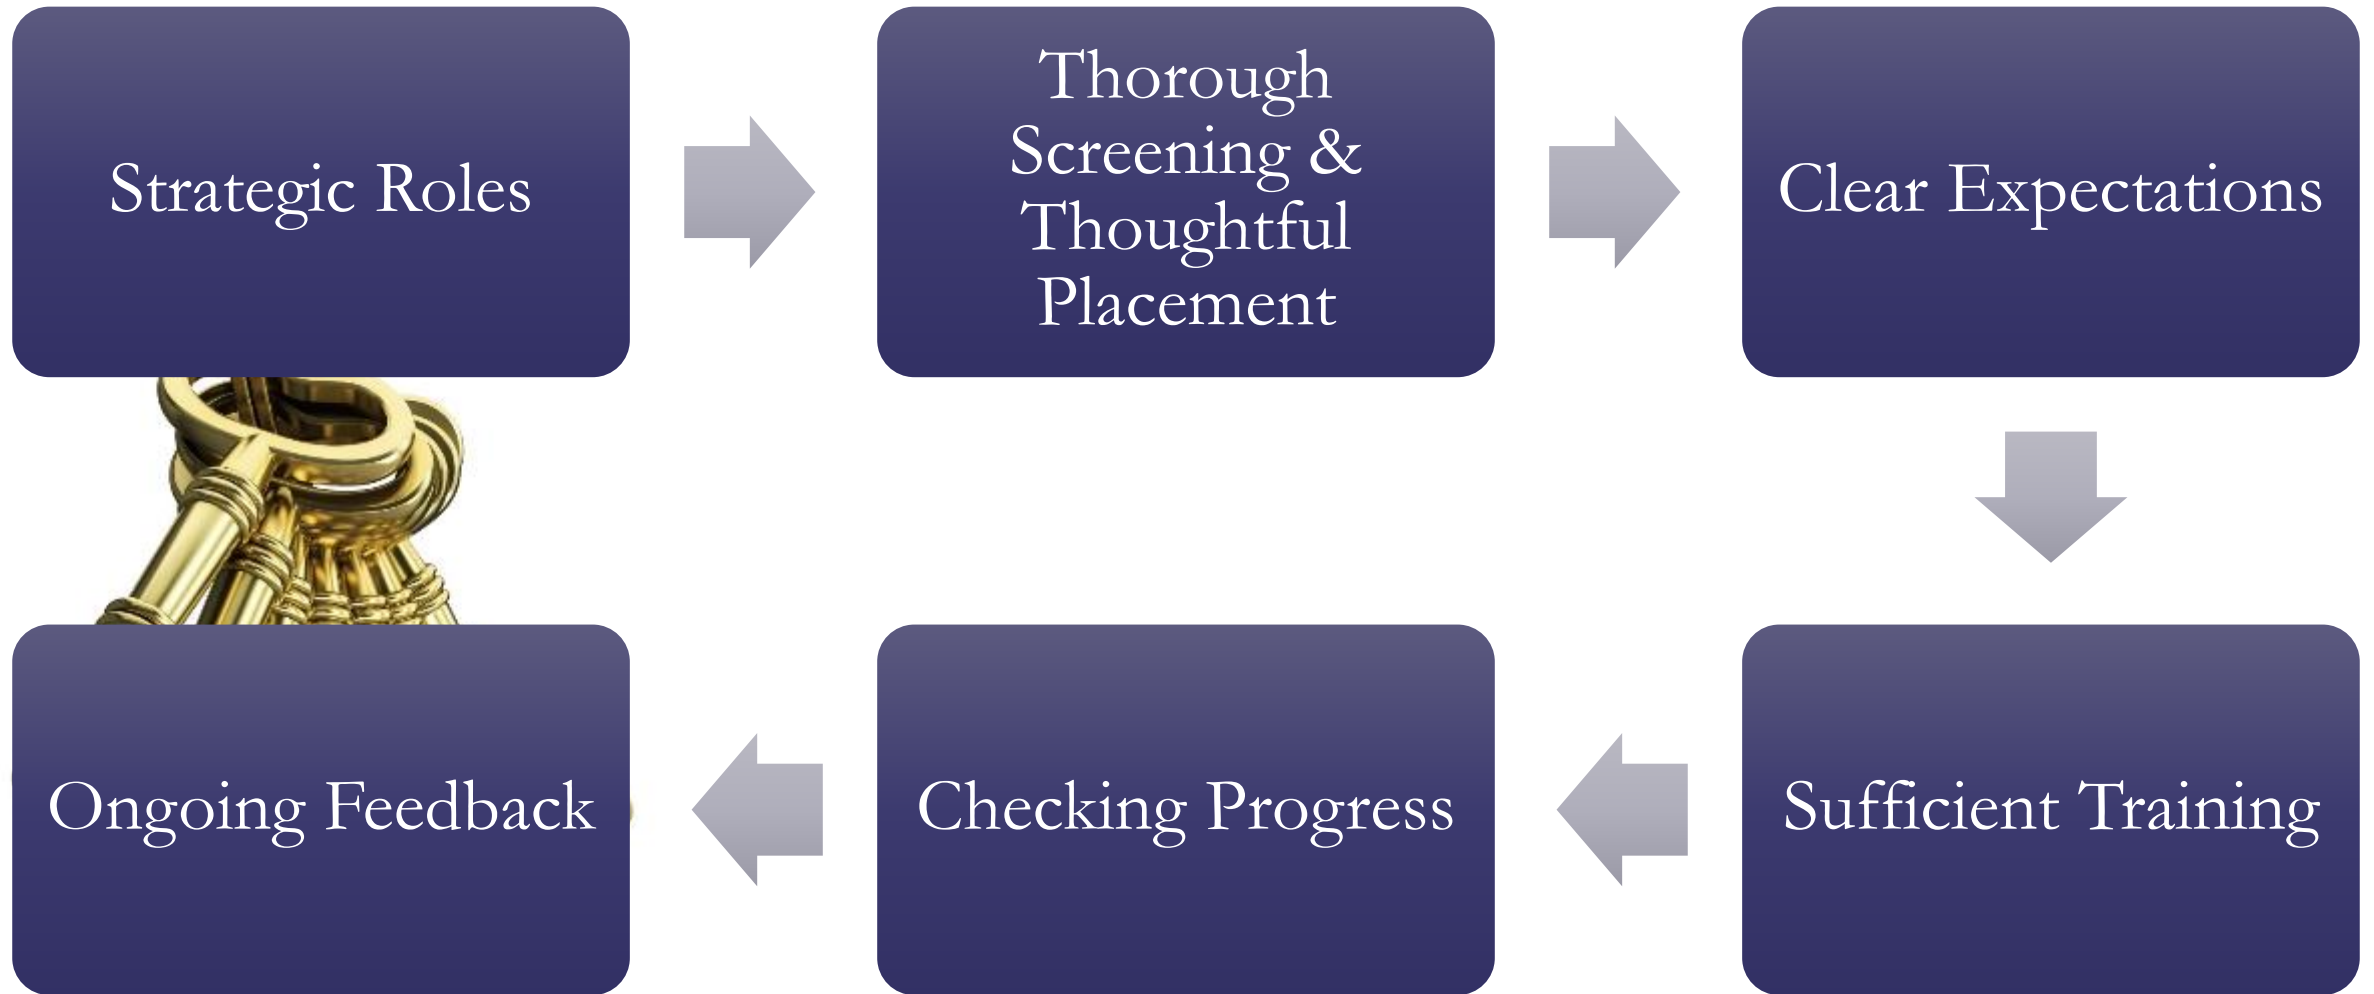 Strategic Roles
Thorough
Screening &
Thoughtful
Placement
Clear Expectations
Sufficient Training
Checking Progress
Ongoing Feedback